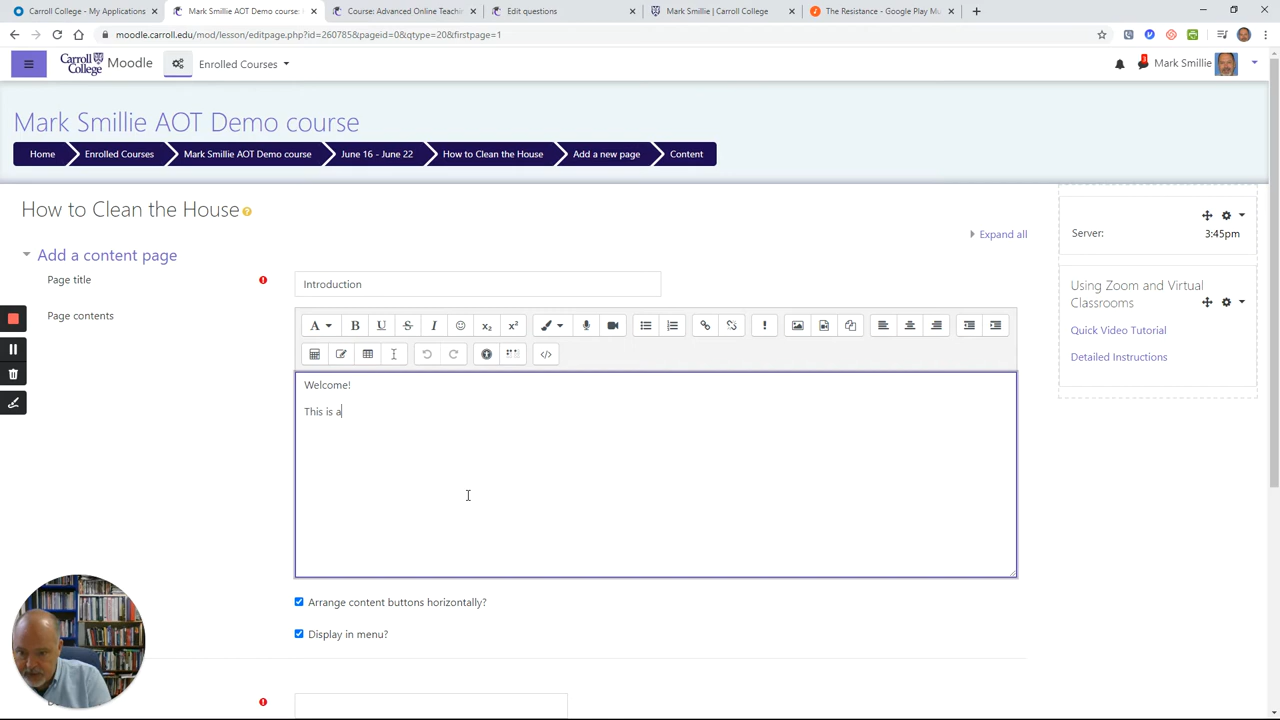 Carroll College - My Applications
Mark Smillie AOT Demo course:
Course: Advanced Online Teach
Edit questions
Mark Smillie | Carroll College
The Resistance - Google Play Mu
moodle.carroll.edu/mod/lesson/editpage.php?id=260785&pageid=0&qtype=20&firstpage=1
Carroll College Moodle
Enrolled Courses
Mark Smillie
Mark Smillie AOT Demo course
Home
Enrolled Courses
Mark Smillie AOT Demo course
June 16 - June 22
How to Clean the House
Add a new page
Content
How to Clean the House
Expand all
Server: 3:45pm
Add a content page
Page title
Introduction
Using Zoom and Virtual
Classrooms
Quick Video Tutorial
Detailed Instructions
Page contents
Welcome!
This is a
Arrange content buttons horizontally?
Display in menu?